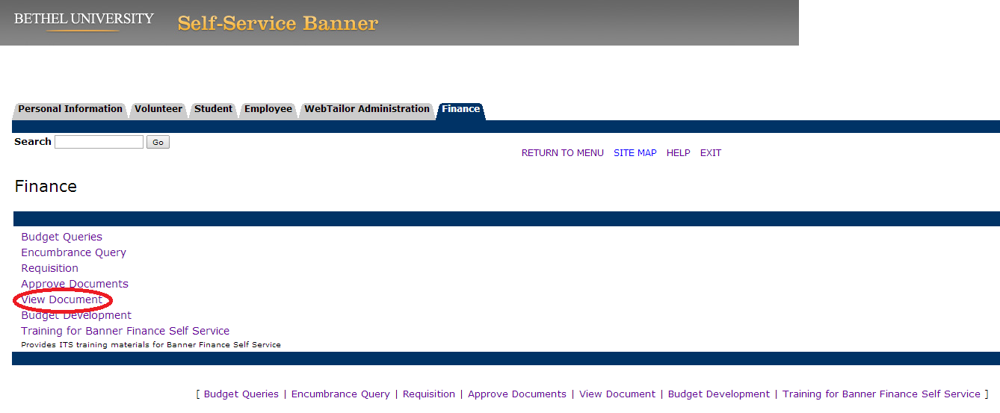 BETHEL UNIVERSITY Self-Service Banner
Personal Information Volunteer Student Employee WebTailor Administration Finance
Search Go
RETURN TO MENU SITE MAP HELP EXIT
Finance
Budget Queries
Encumbrance Query
Requisition
Approve Documents
View Document
Budget Development
Training for Banner Finance Self Service
Provides ITS training materials for Banner Finance Self Service
[ Budget Queries | Encumbrance Query | Requisition | Approve Documents | View Document | Budget Development | Training for Banner Finance Self Service ]